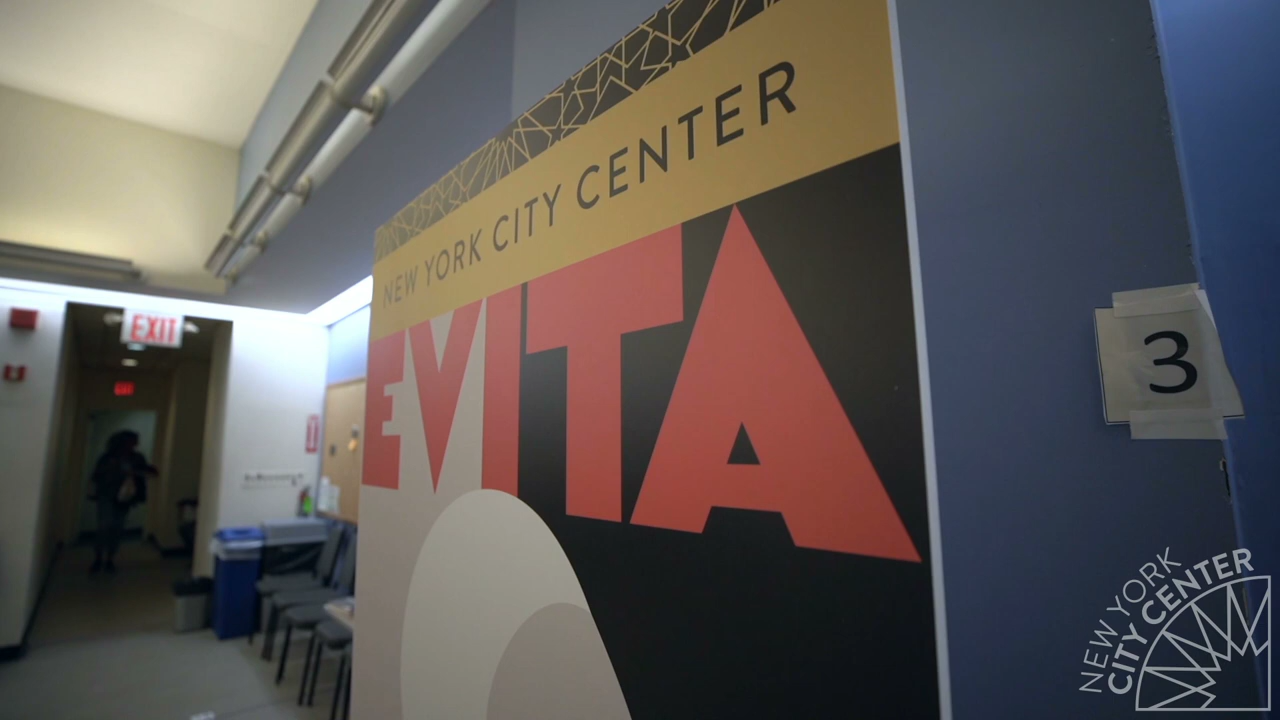 NEW YORK CITY CENTER
EVITA
EXIT
3
NEW YORK
CITY CENTER